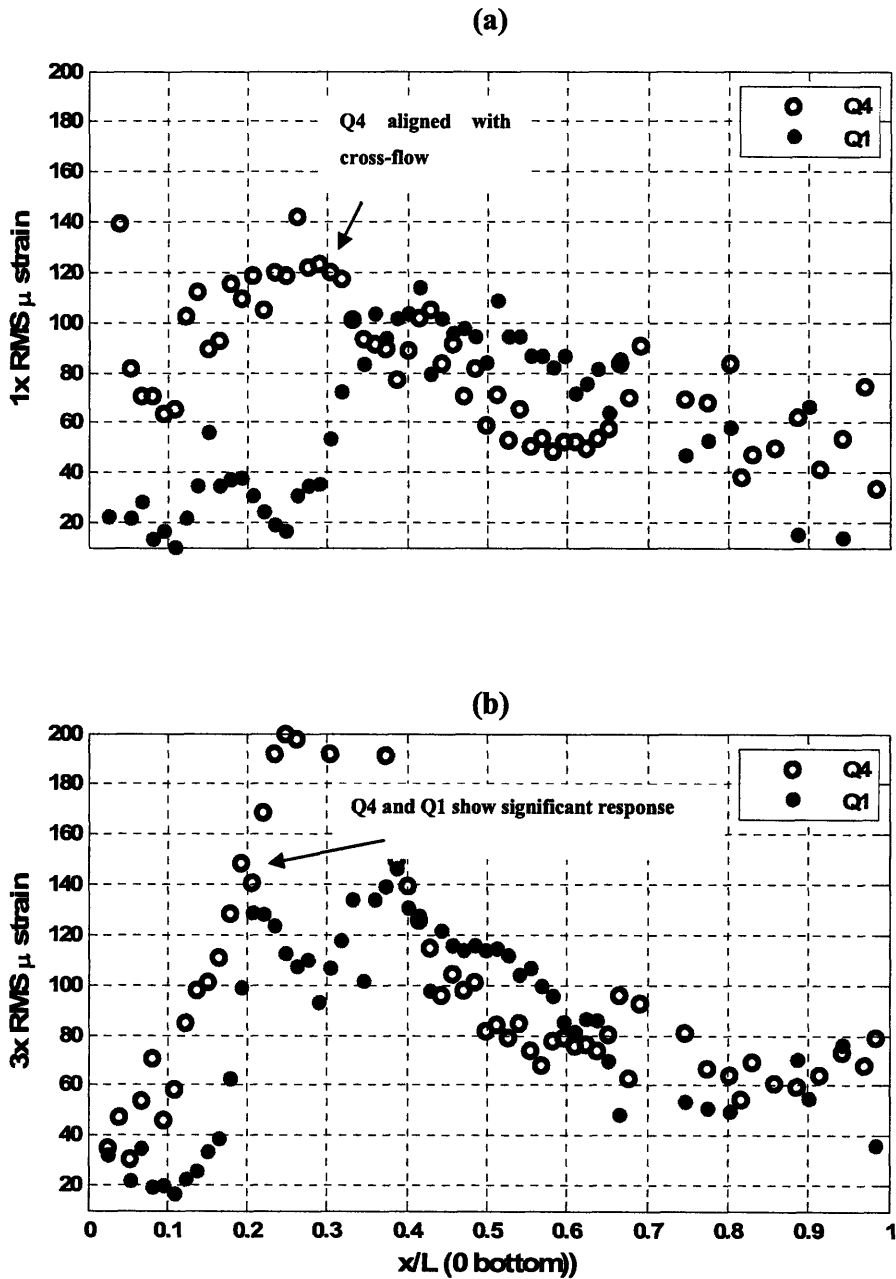 (a)
200
180
160
140
120
100
80
60
40
20
1x RMS μ strain
Q4 aligned with
cross-flow
Q4
Q1
(b)
200
180
160
140
120
100
80
60
40
20
3x RMS μ strain
Q4 and Q1 show significant response
Q4
Q1
0 0.1 0.2 0.3 0.4 0.5 0.6 0.7 0.8 0.9 1
x/L (0 bottom))